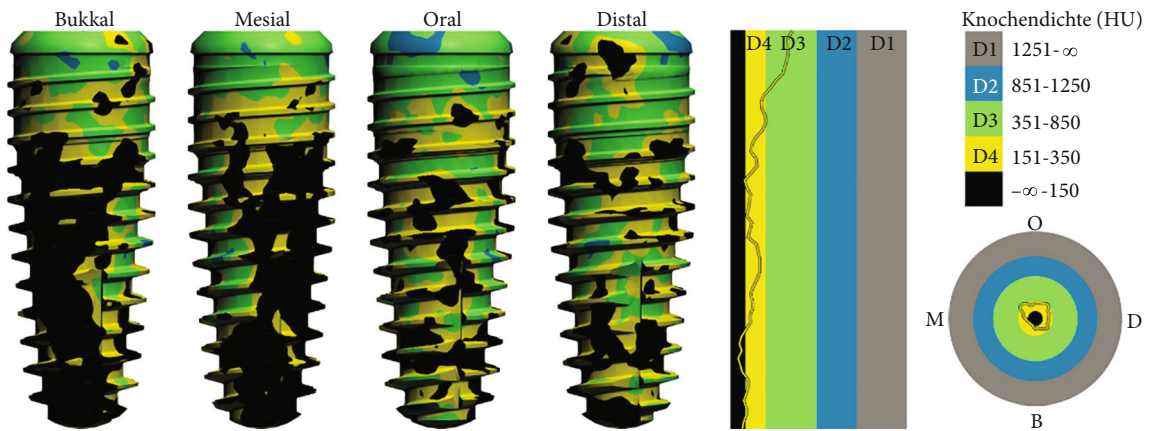 Bukkal
Mesial
Oral
Distal
D4 D3 D2 D1
Knochendichte (HU)
D1 1251-∞
D2 851-1250
D3 351-850
D4 151-350
-∞-150
O
M D
B